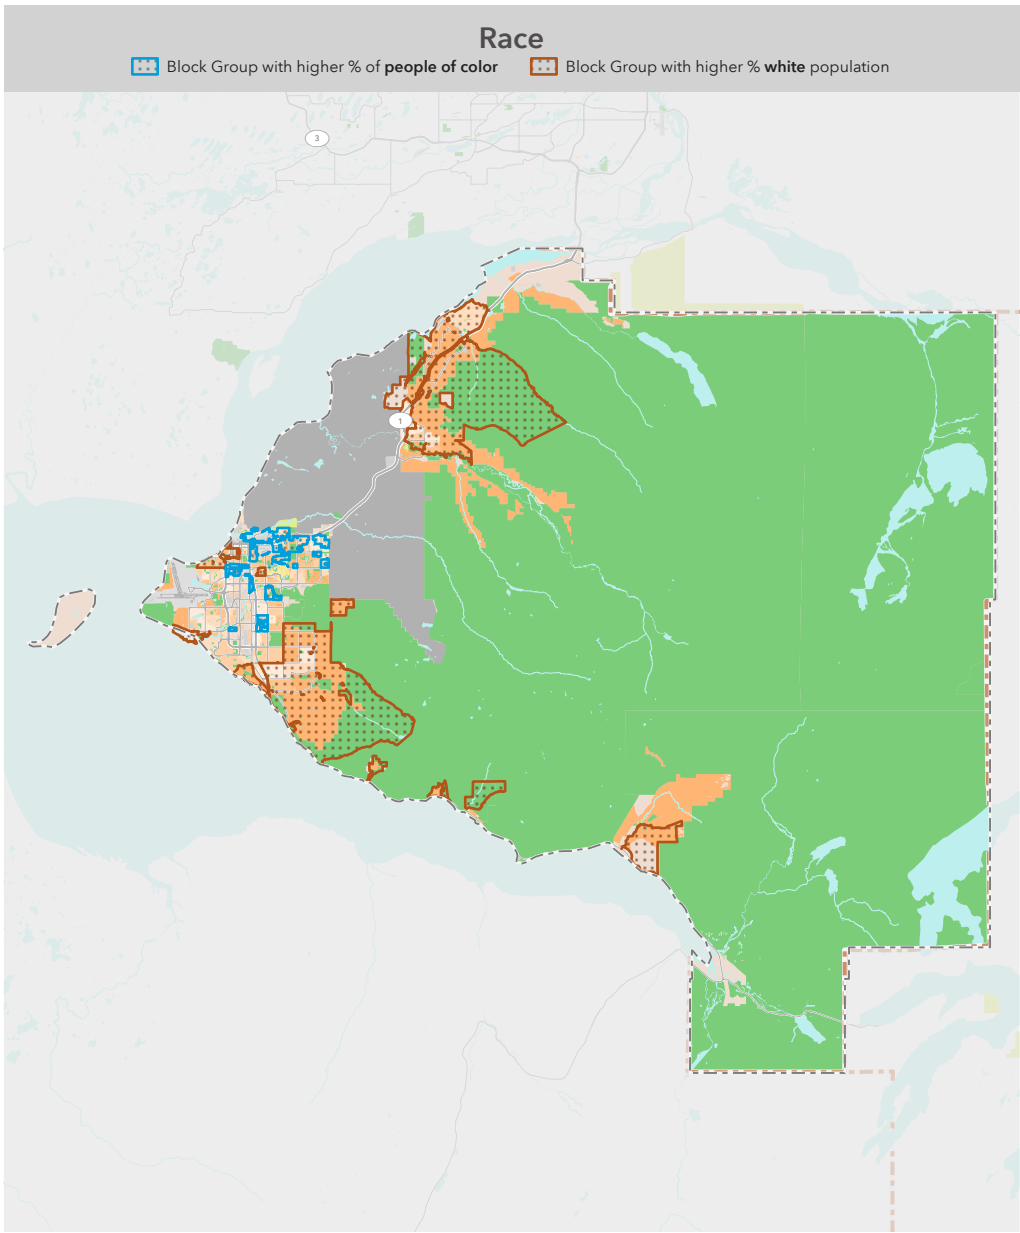 Race
Block Group with higher % of people of color
Block Group with higher % white population
3
1